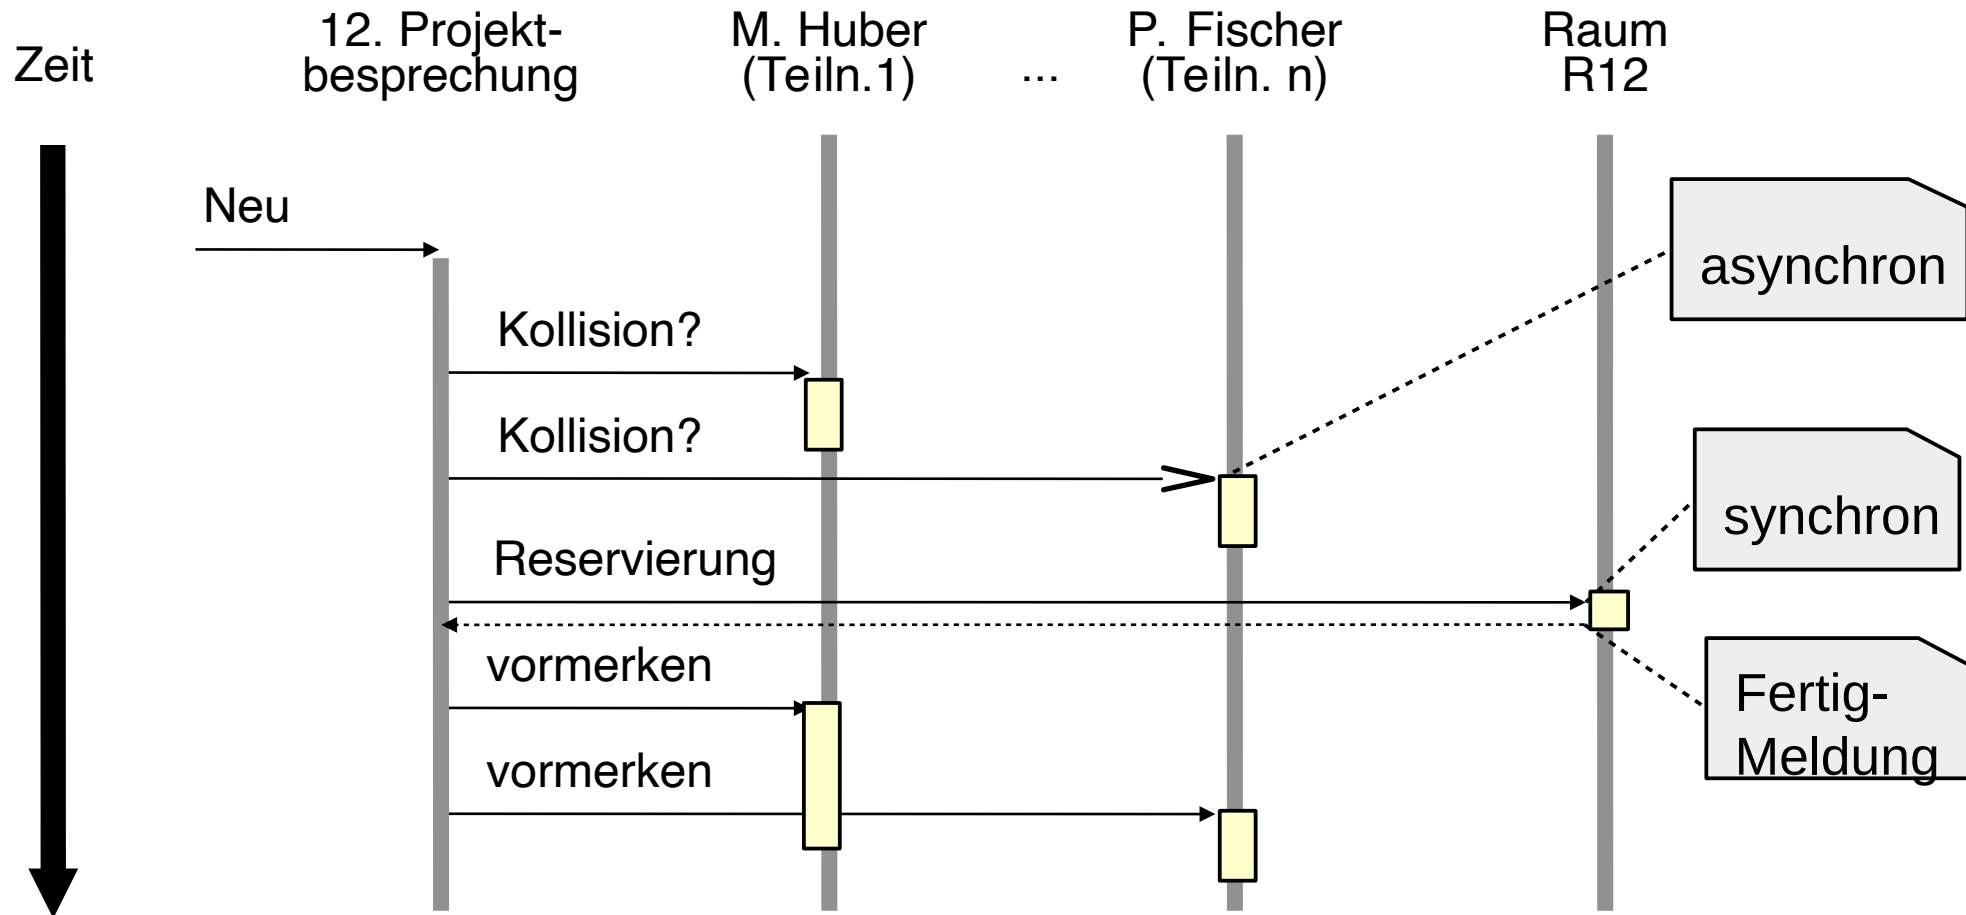 Zeit
12. Projekt-
besprechung
M. Huber
(Teiln.1)
...
P. Fischer
(Teiln. n)
Raum
R12
Neu
asynchron
Kollision?
Kollision?
synchron
Reservierung
vormerken
Fertig-
Meldung
vormerken